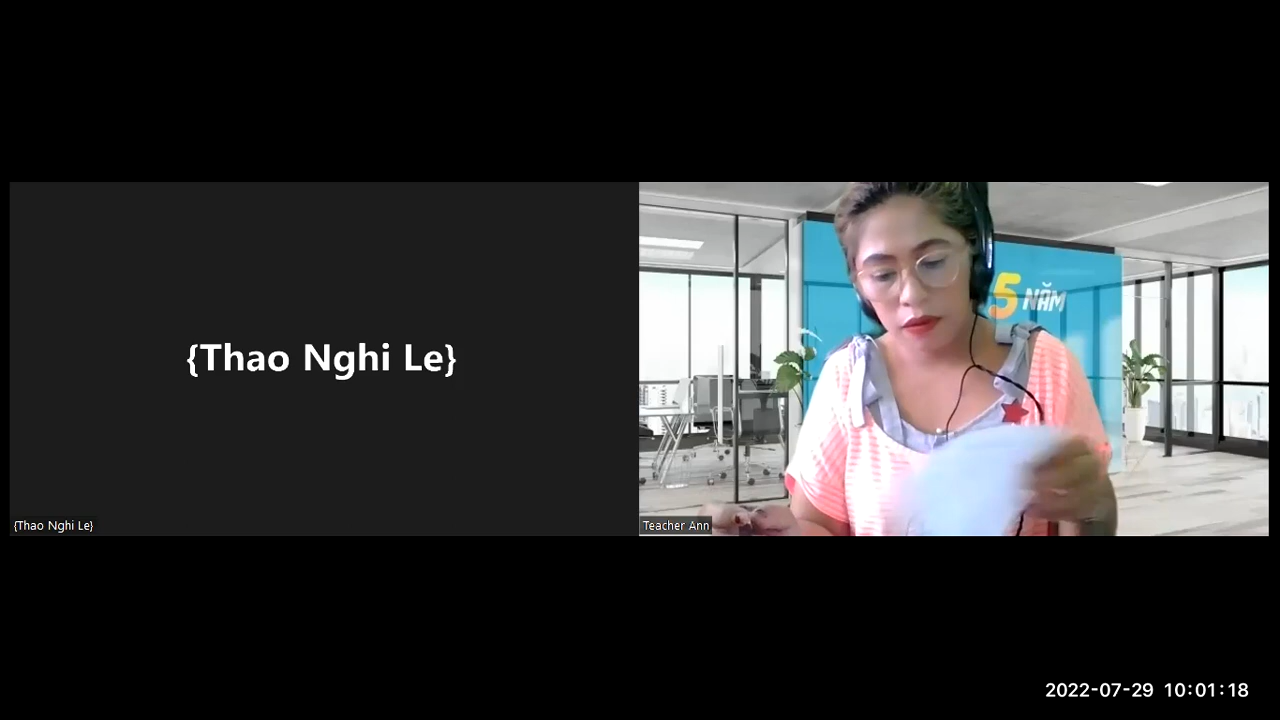 {Thao Nghi Le}
{Thao Nghi Le}
Teacher Ann
5 NĂM
2022-07-29 10:01:18